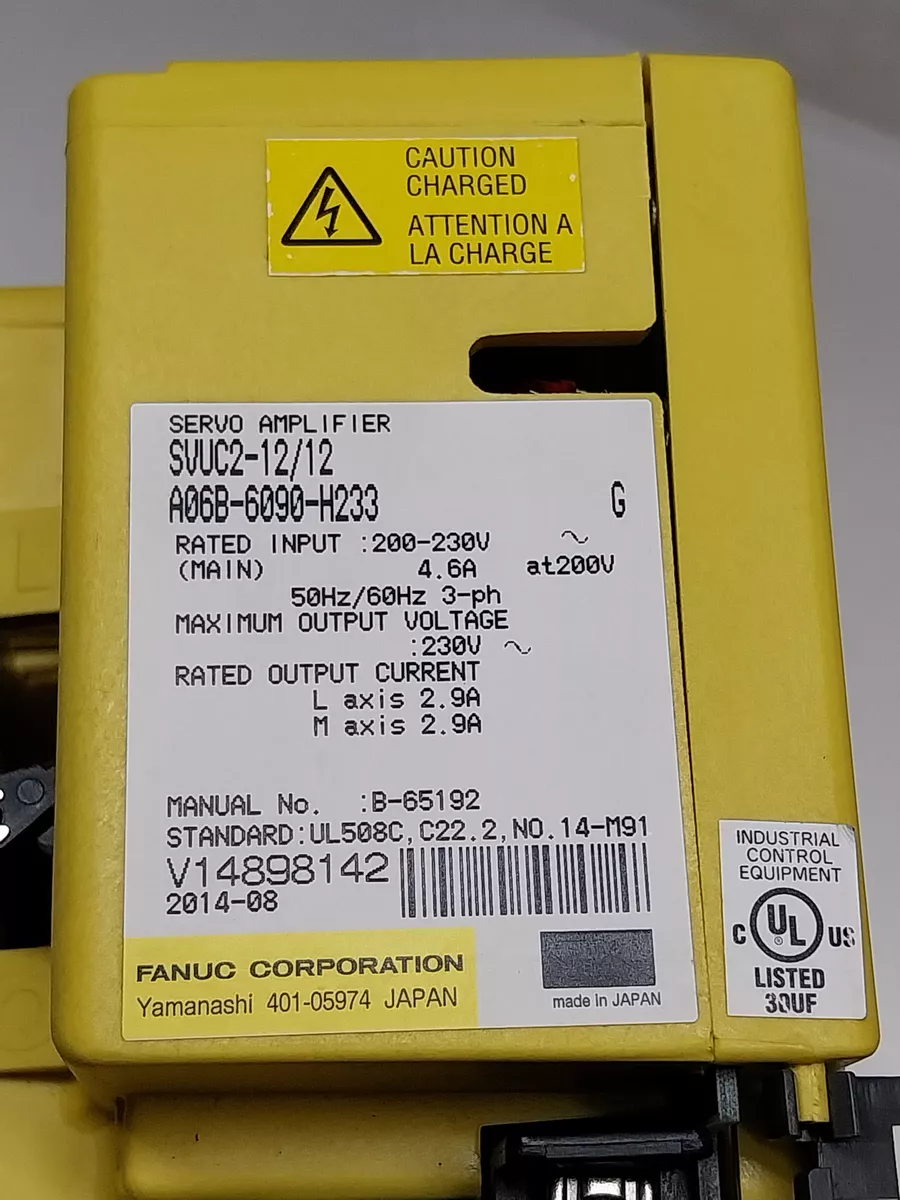 CAUTION
CHARGED
ATTENTION A
LA CHARGE
SERVO AMPLIFIER
SVUC2-12/12
A06B-6090-H233 G
RATED INPUT :200-230V ~
(MAIN) 4.6A at200V
50Hz/60Hz 3-ph
MAXIMUM OUTPUT VOLTAGE
:230V ~
RATED OUTPUT CURRENT
L axis 2.9A
M axis 2.9A
MANUAL No. :B-65192
STANDARD:UL508C,C22.2,NO.14-M91
V14898142
2014-08
FANUC CORPORATION
Yamanashi 401-05974 JAPAN
made in JAPAN
INDUSTRIAL
CONTROL
EQUIPMENT
C UL ® US
LISTED
30UF